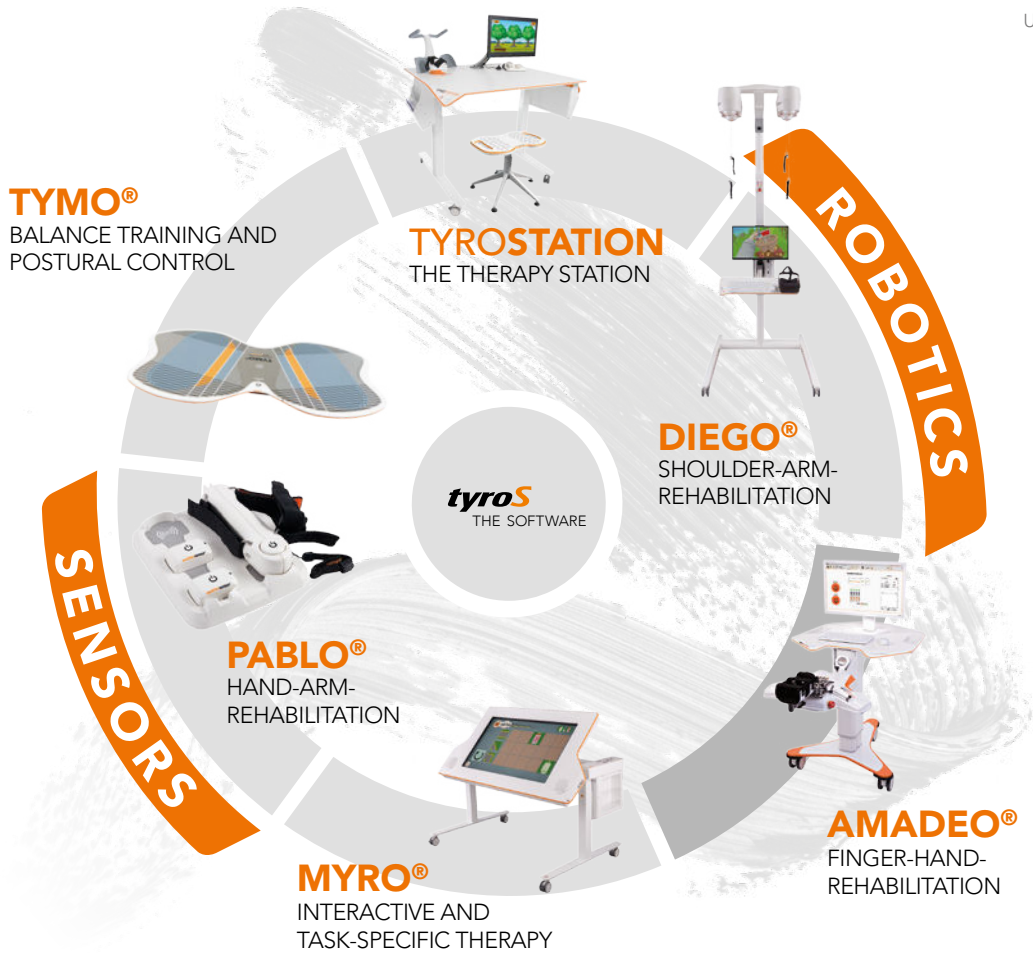 U
TYMO®
BALANCE TRAINING AND
POSTURAL CONTROL
TYROSTATION
THE THERAPY STATION
ROBOTICS
DIEGO®
SHOULDER-ARM-
REHABILITATION
tyroS
THE SOFTWARE
SENSORS
PABLO®
HAND-ARM-
REHABILITATION
AMADEO®
FINGER-HAND-
REHABILITATION
MYRO®
INTERACTIVE AND
TASK-SPECIFIC THERAPY